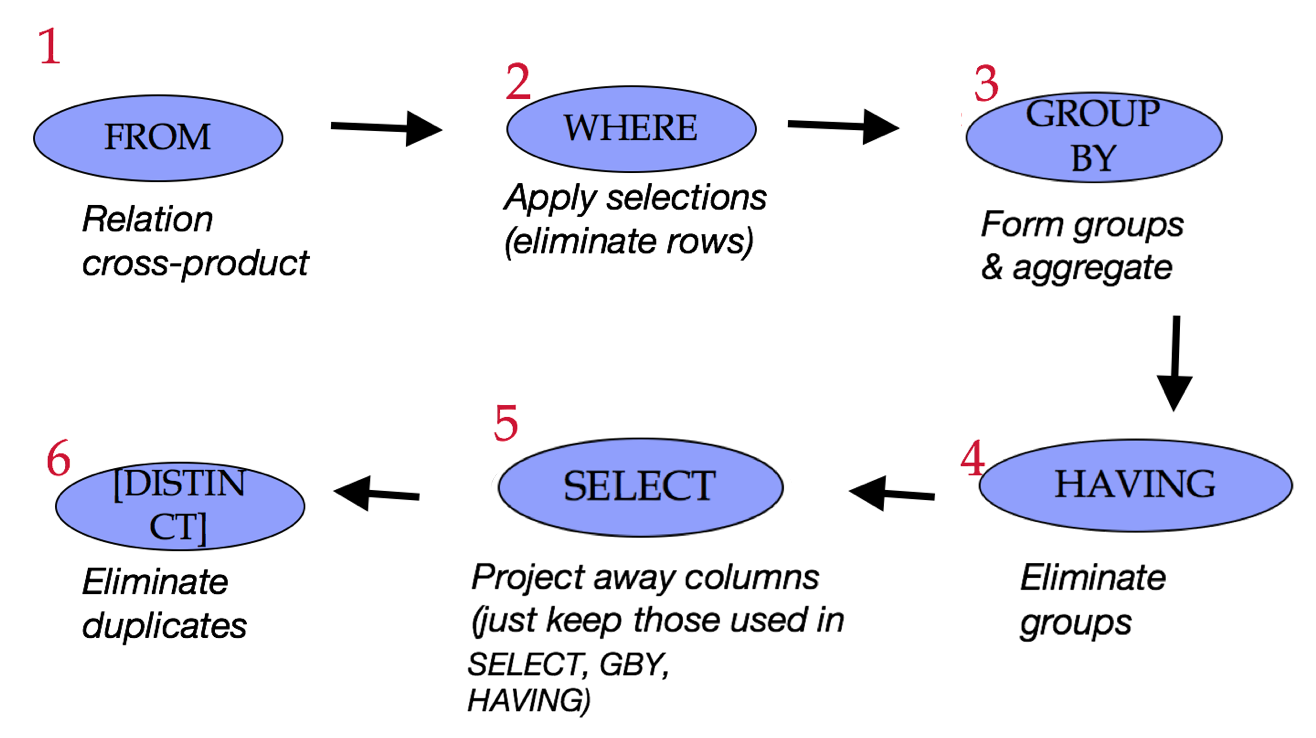 1
FROM
Relation
cross-product
2
WHERE
Apply selections
(eliminate rows)
3
GROUP
BY
Form groups
& aggregate
4
HAVING
Eliminate
groups
5
SELECT
Project away columns
(just keep those used in
SELECT, GBY,
HAVING)
6
[DISTIN
CT]
Eliminate
duplicates